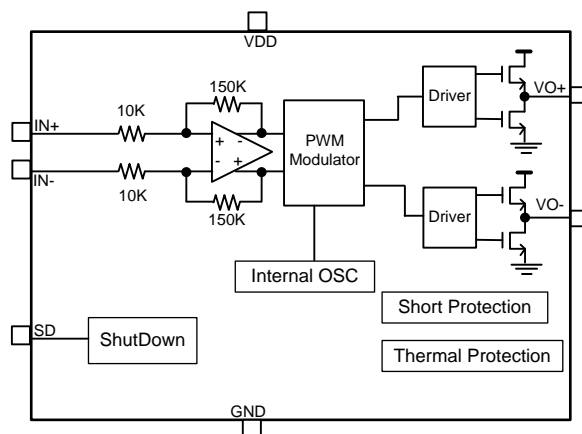 VDD
150K
10K
IN+
+ -
- +
IN-
10K
150K
PWM
Modulator
Driver
VO+
Driver
VO-
Internal OSC
Short Protection
SD
ShutDown
Thermal Protection
GND